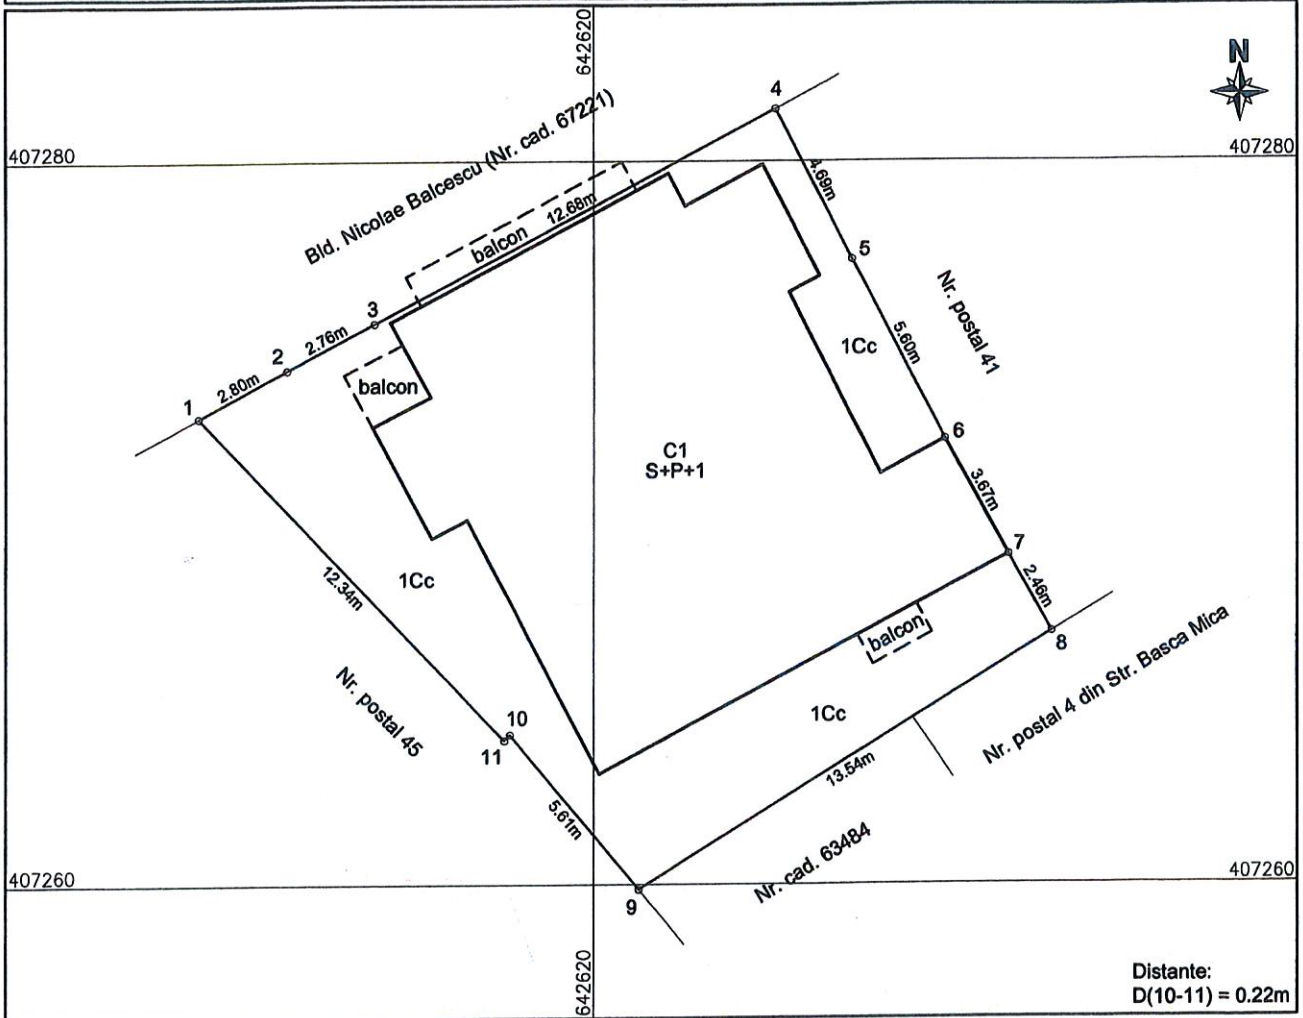 642620
N
4
Bld. Nicolae Balcescu (Nr. cad. 67221)
407280
407280
4.69m
12.68m
balcon
5
3
Nr. postal 41
2.76m
5.60m
1Cc
2
balcon
2.80m
1
6
C1
S+P+1
3.67m
7
12.34m
1Cc
2.46m
balcon
8
Nr. postal 4 din Str. Basca Mica
Nr. postal 45
1Cc
10
11
13.54m
5.61m
Nr. cad. 63484
407260
407260
9
642620
Distante:
D(10-11) = 0.22m